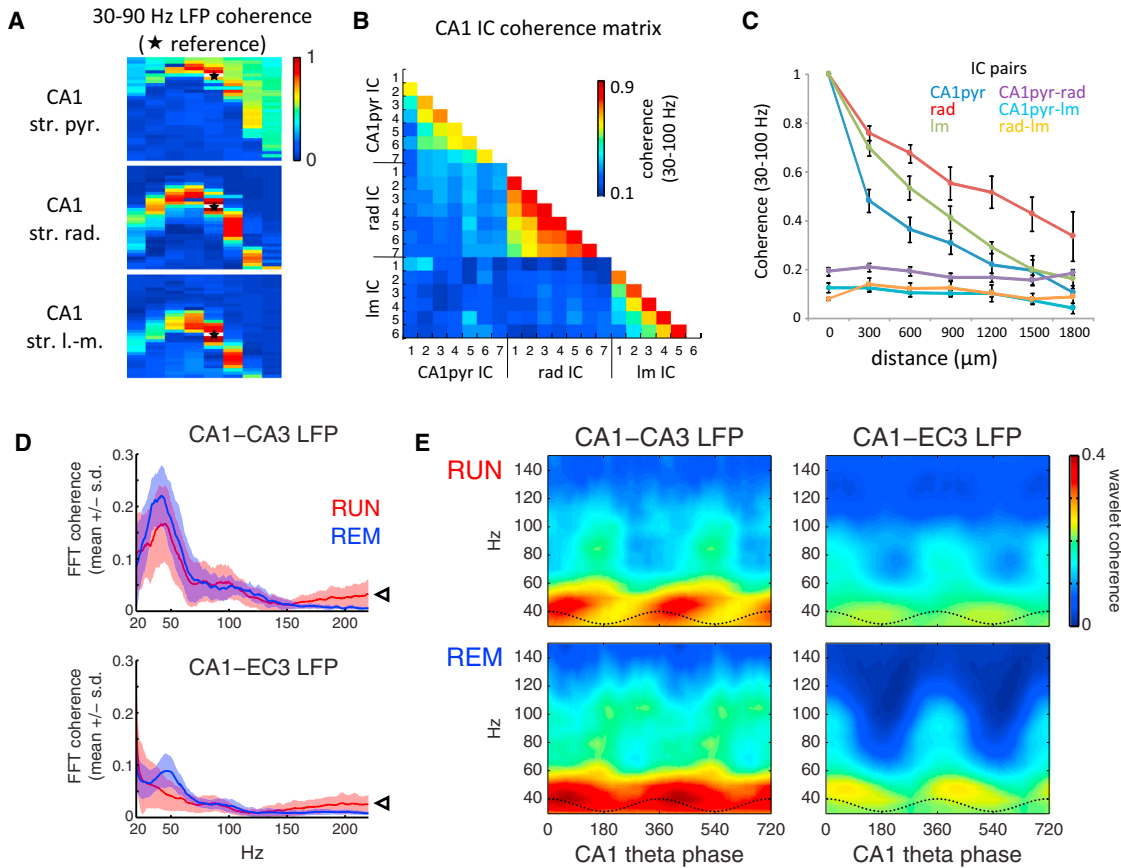 A
30-90 Hz LFP coherence
(★ reference)
1
0
CA1
str. pyr.
CA1
str. rad.
CA1
str. l.-m.
B
CA1 IC coherence matrix
CA1pyr IC
rad IC
lm IC
1
2
3
4
5
6
7
1
2
3
4
5
6
7
1
2
3
4
5
6
1 2 3 4 5 6 7 1 2 3 4 5 6 7 1 2 3 4 5 6
CA1pyr IC rad IC lm IC
0.9
0.1
coherence
(30-100 Hz)
C
IC pairs
CA1pyr CA1pyr-rad
rad CA1pyr-lm
lm rad-lm
Coherence (30-100 Hz)
1
0.8
0.6
0.4
0.2
0
0 300 600 900 1200 1500 1800
distance (μm)
D
CA1–CA3 LFP
FFT coherence
(mean +/− s.d.
0.3
0.2
0.1
0
RUN
REM
20 50 100 150 200
CA1–EC3 LFP
FFT coherence
(mean +/− s.d.
0.3
0.2
0.1
0
20 50 100 150 200
Hz
E
CA1–CA3 LFP CA1–EC3 LFP
RUN
Hz
140
120
100
80
60
40
140
120
100
80
60
40
0.4
0
wavelet coherence
REM
Hz
140
120
100
80
60
40
140
120
100
80
60
40
0 180 360 540 720
0 180 360 540 720
CA1 theta phase CA1 theta phase